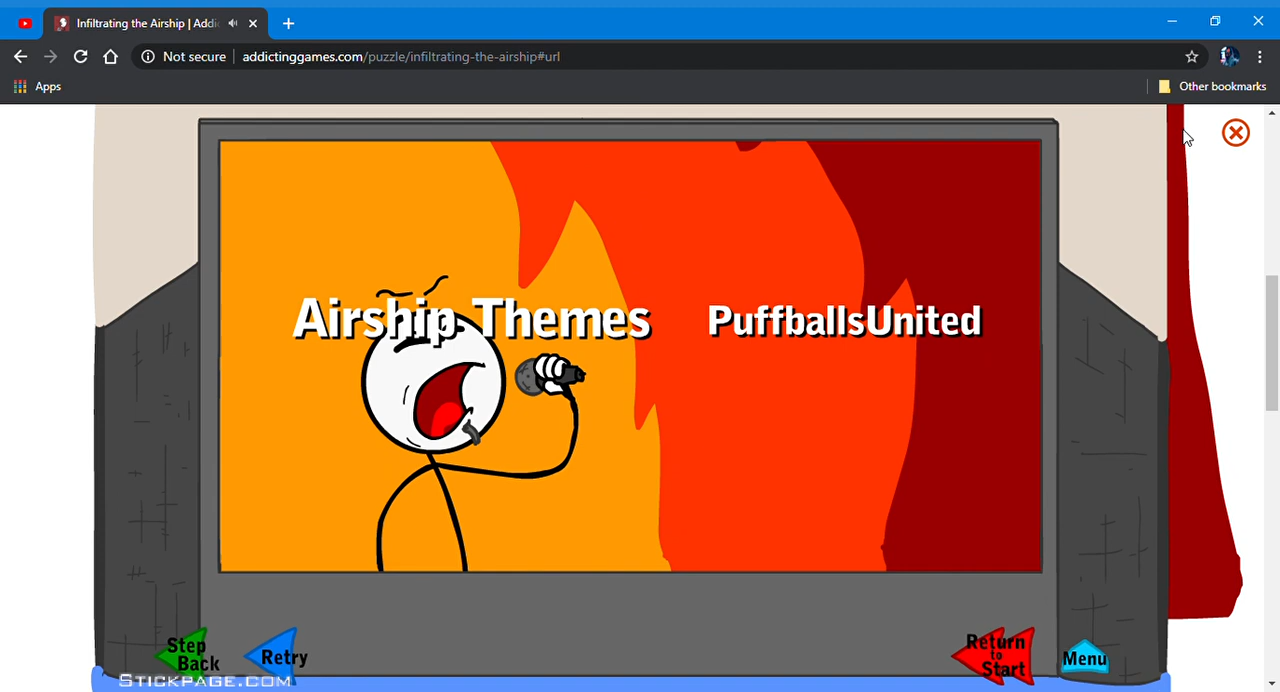 Infiltrating the Airship | Addic
Not secure
addictinggames.com/puzzle/infiltrating-the-airship#url
Apps
Other bookmarks
Airship Themes
PuffballsUnited
Step
Back
Retry
Return
to
Start
Menu
STICKPAGE.COM